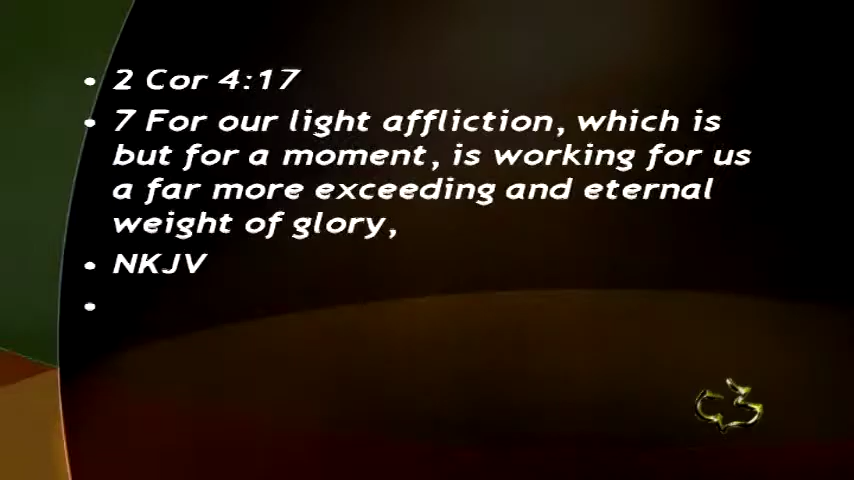 • 2 Cor 4:17
• 7 For our light affliction, which is
but for a moment, is working for us
a far more exceeding and eternal
weight of glory,
• NKJV
•
C3